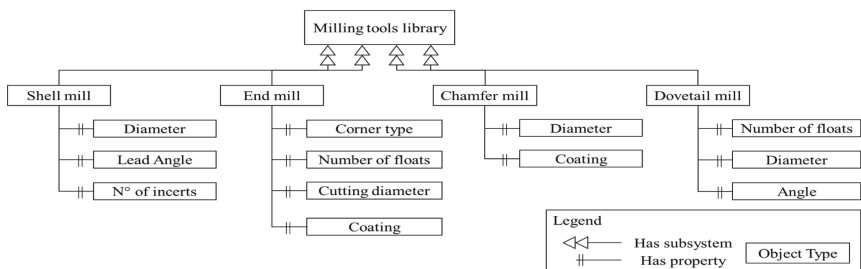 Milling tools library
Shell mill
End mill
Chamfer mill
Dovetail mill
Diameter
Lead Angle
N° of incerts
Corner type
Number of floats
Cutting diameter
Coating
Diameter
Coating
Number of floats
Diameter
Angle
Legend
Has subsystem
Has property
Object Type